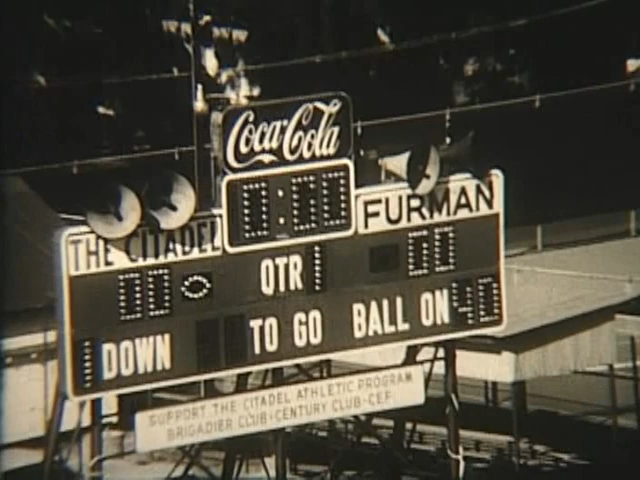 Coca-Cola
0:00
THE CITADEL FURMAN
00 QTR 1 00
1 DOWN TO GO BALL ON 40
SUPPORT THE CITADEL ATHLETIC PROGRAM
BRIGADIER CLUB-CENTURY CLUB-CEF